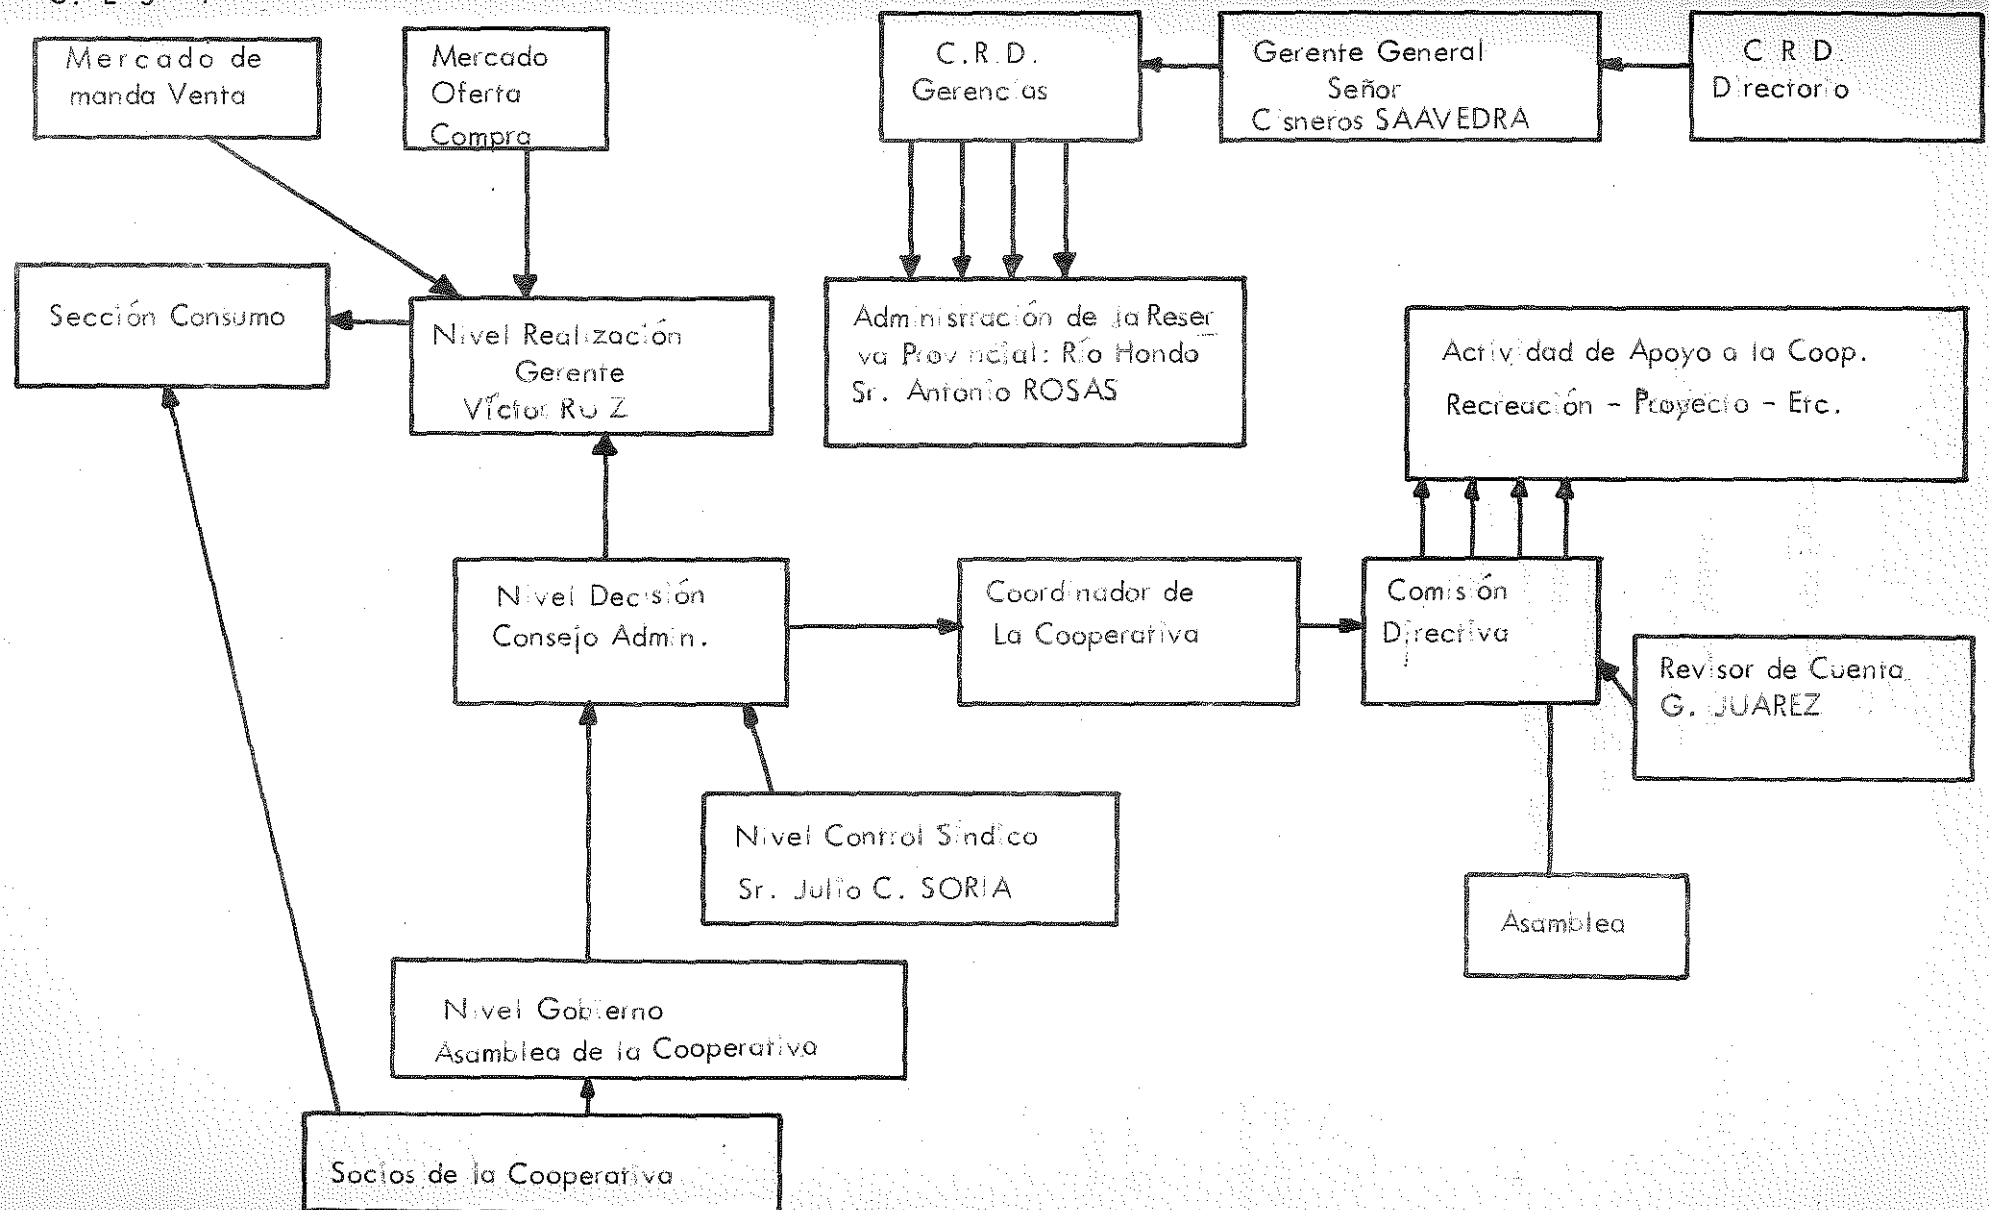 Mercado de
manda Venta
Mercado
Oferta
Compra
C.R.D.
Gerencias
Gerente General
Señor
Cisneros SAAVEDRA
C R D.
Directorio
Sección Consumo
Nivel Realización
Gerente
Víctor RuiZ
Administración de la Reser
va Provincial: Río Hondo
Sr. Antonio ROSAS
Actividad de Apoyo a la Coop.
Recreación - Proyecto - Etc.
Nivel Decisión
Consejo Admin.
Coordinador de
La Cooperativa
Comisión
Directiva
Revisor de Cuenta
G. JUAREZ
Nivel Control Síndico
Sr. Julio C. SORIA
Asamblea
Nivel Gobierno
Asamblea de la Cooperativa
Socios de la Cooperativa